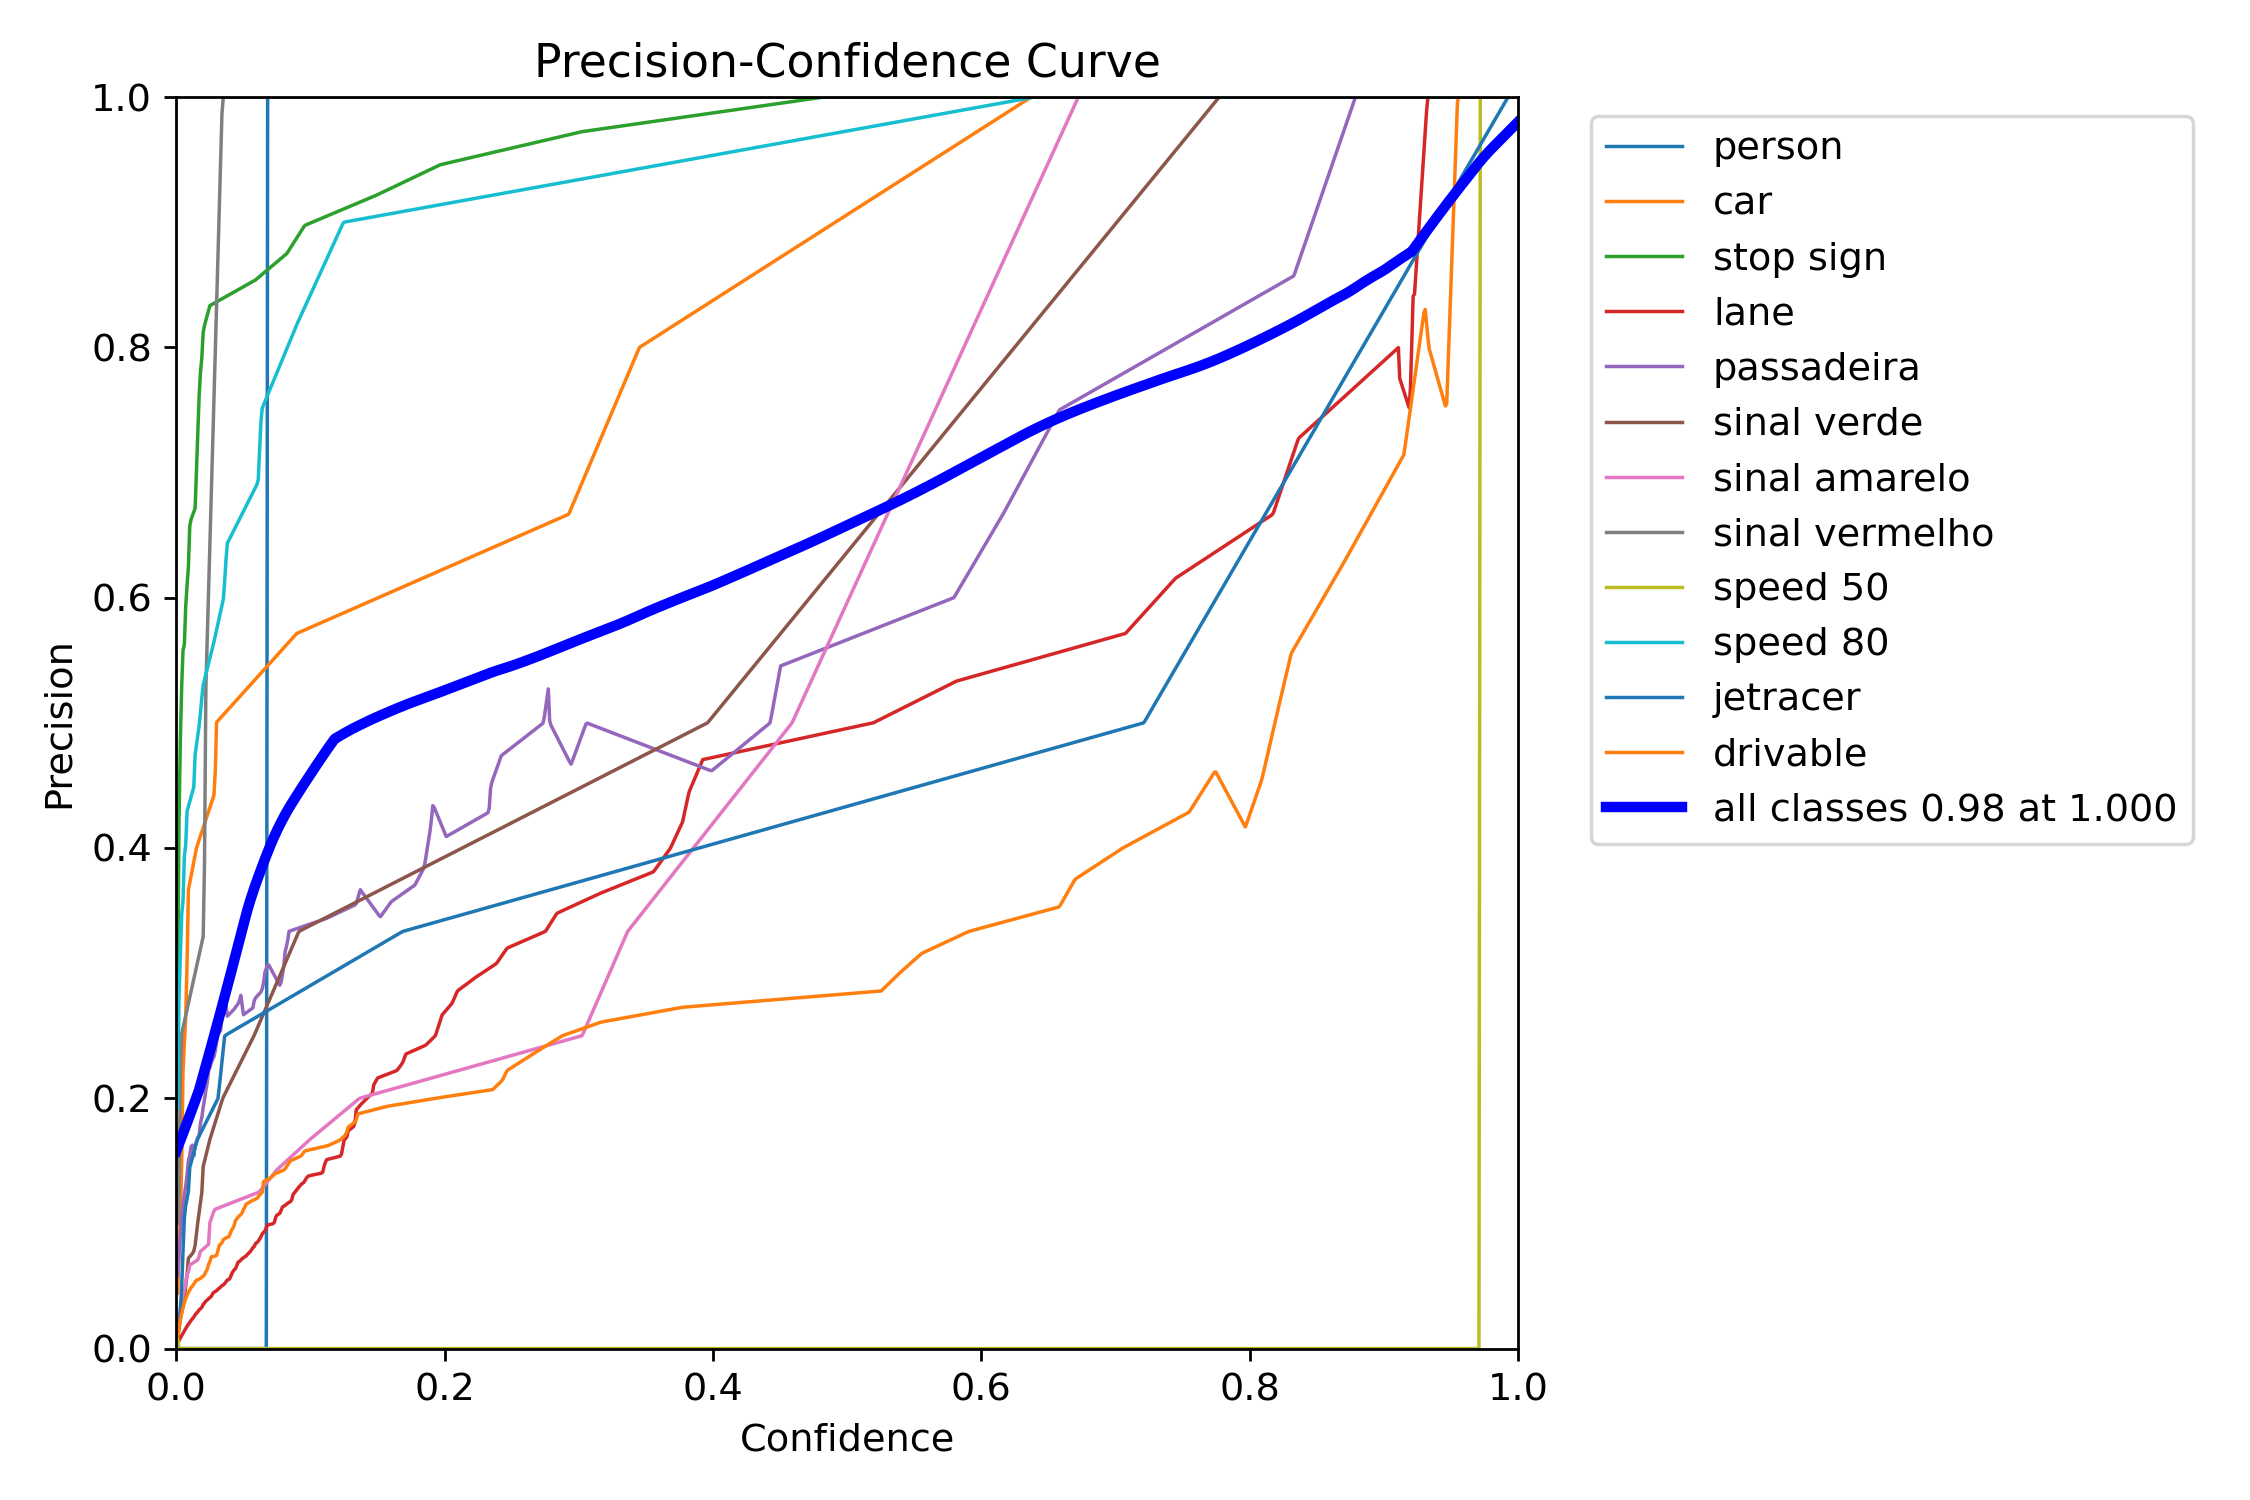 Precision-Confidence Curve
1.0
0.8
0.6
0.4
0.2
0.0
Precision
0.0 0.2 0.4 0.6 0.8 1.0
Confidence
person
car
stop sign
lane
passadeira
sinal verde
sinal amarelo
sinal vermelho
speed 50
speed 80
jetracer
drivable
all classes 0.98 at 1.000